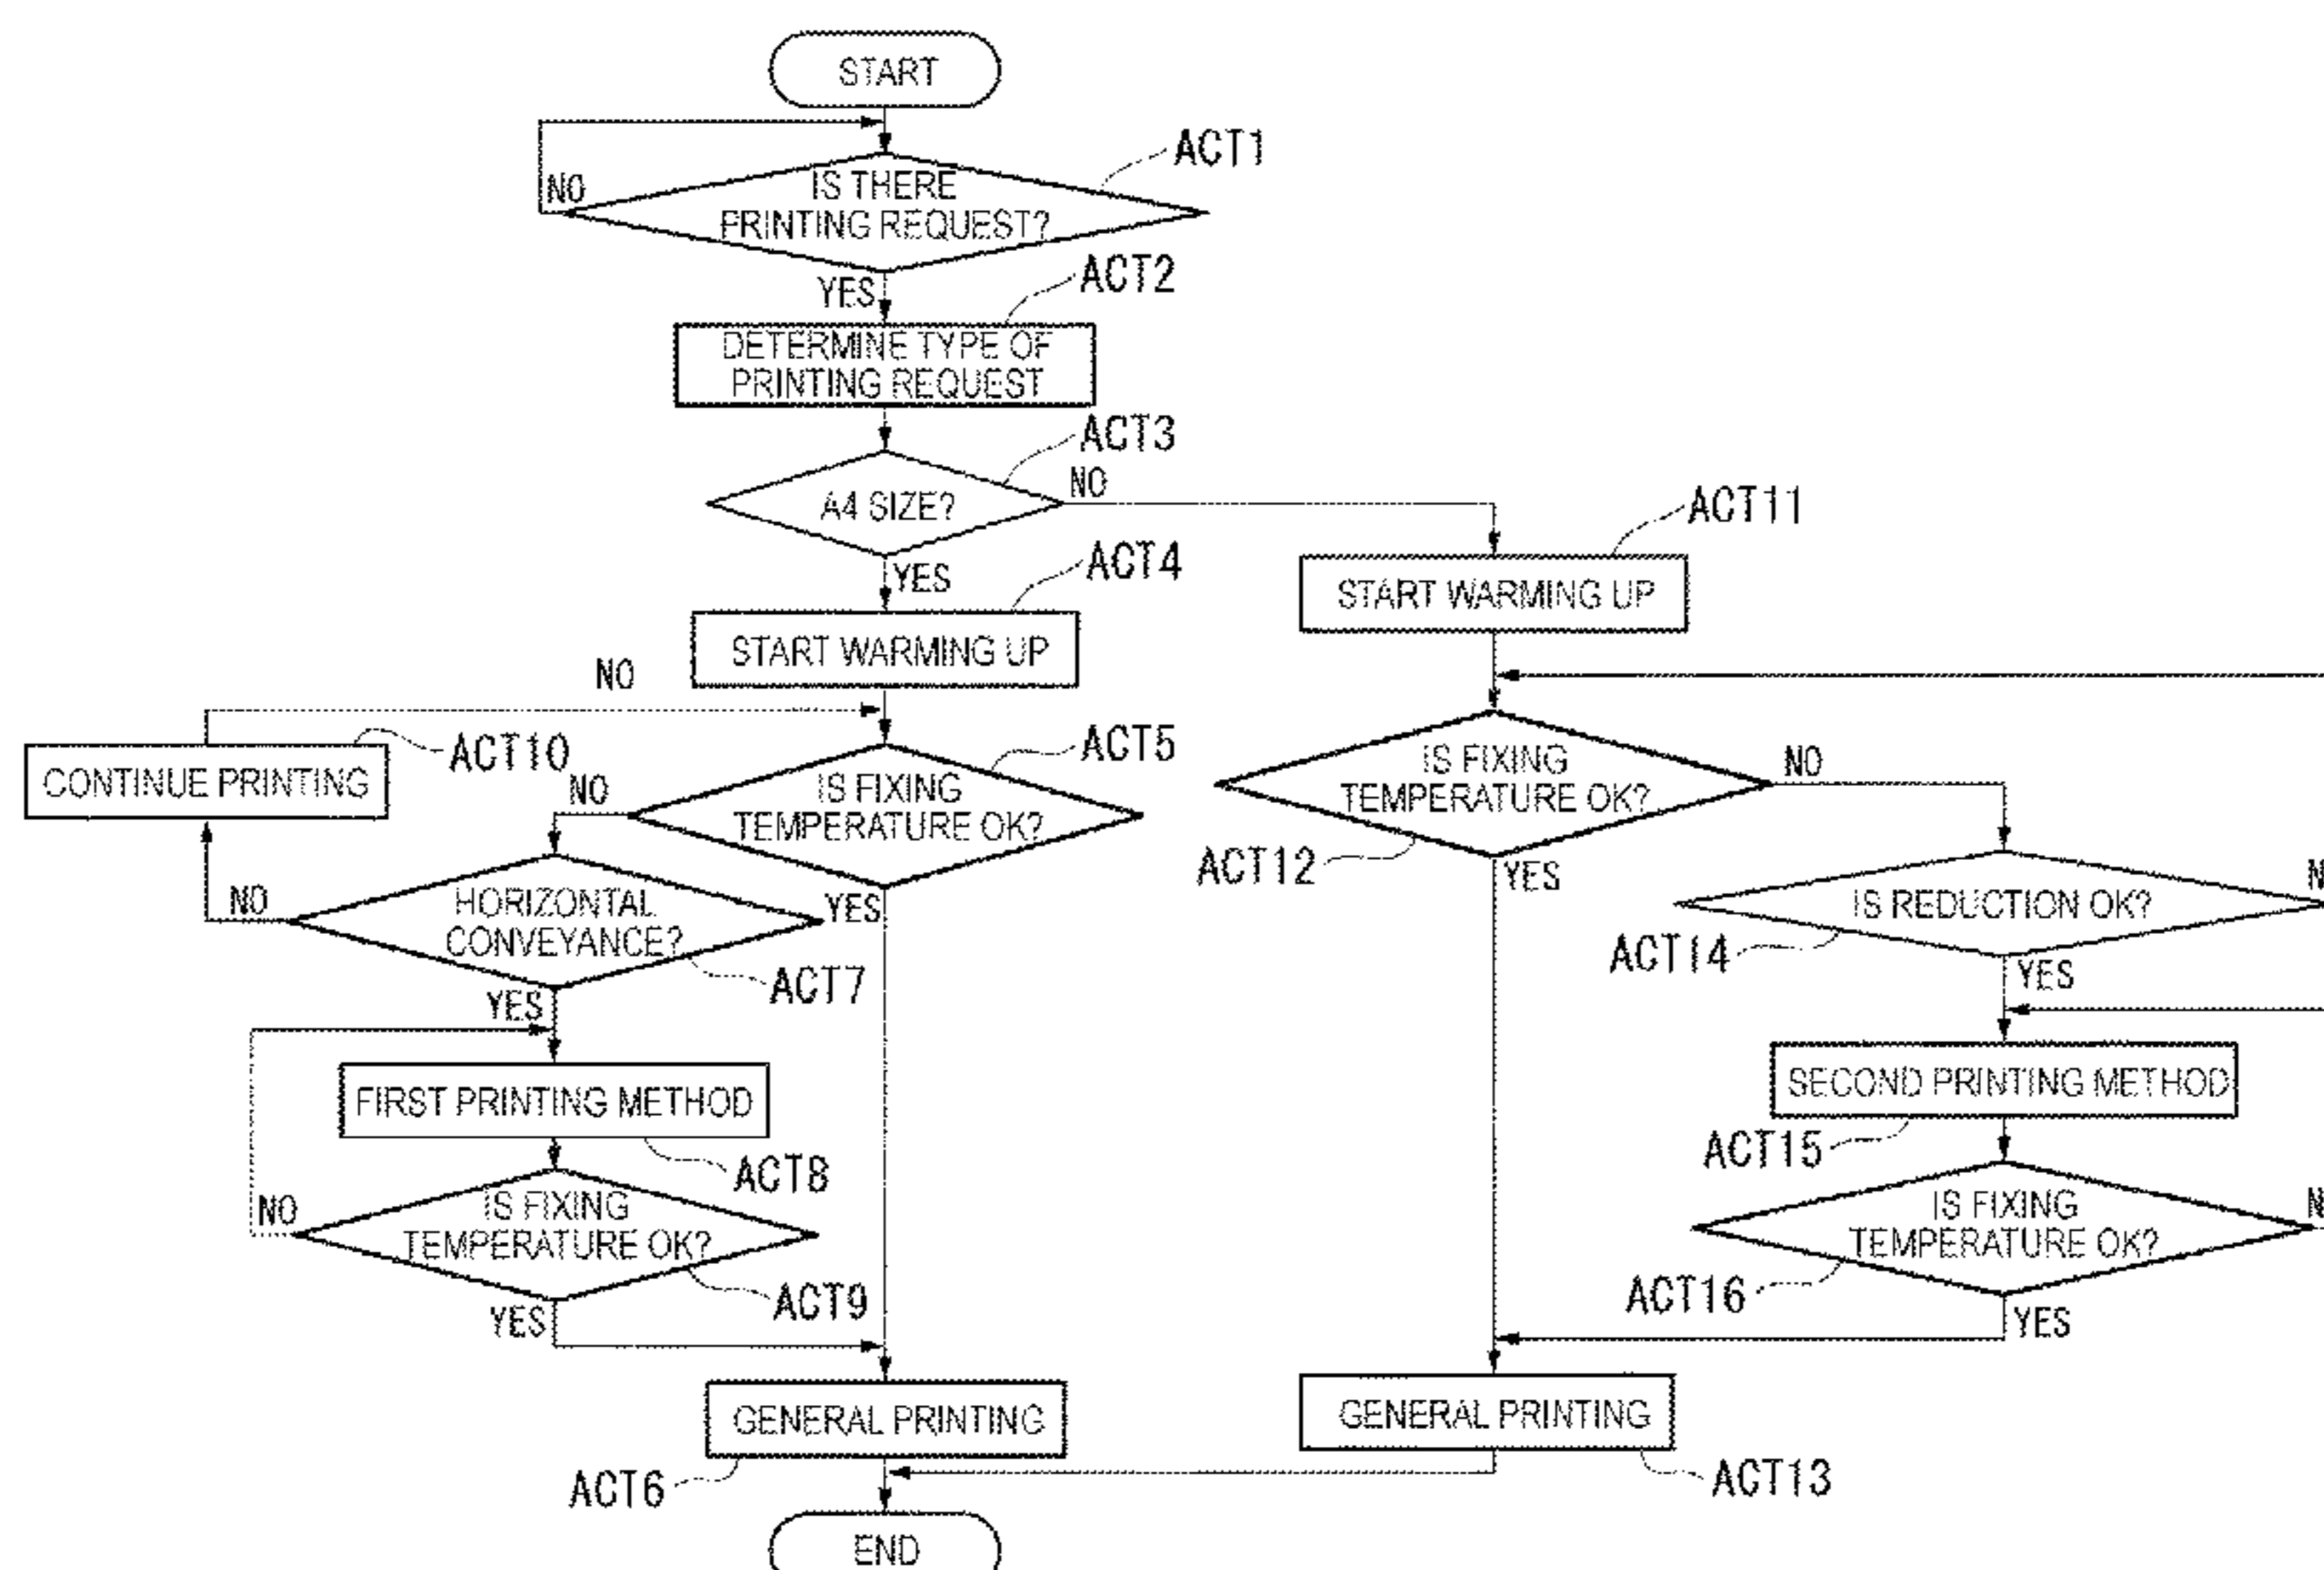 START
ACT1
NO
IS THERE
PRINTING REQUEST?
YES
ACT2
DETERMINE TYPE OF
PRINTING REQUEST
ACT3
A4 SIZE?
NO
YES
ACT4
ACT11
START WARMING UP
START WARMING UP
NO
ACT10
CONTINUE PRINTING
ACT5
IS FIXING
TEMPERATURE OK?
NO
YES
IS FIXING
TEMPERATURE OK?
NO
ACT12
YES
HORIZONTAL
CONVEYANCE?
NO
ACT7
YES
IS REDUCTION OK?
ACT14
YES
FIRST PRINTING METHOD
ACT8
SECOND PRINTING METHOD
ACT15
IS FIXING
TEMPERATURE OK?
NO
ACT9
YES
IS FIXING
TEMPERATURE OK?
ACT16
YES
GENERAL PRINTING
ACT6
GENERAL PRINTING
ACT13
END